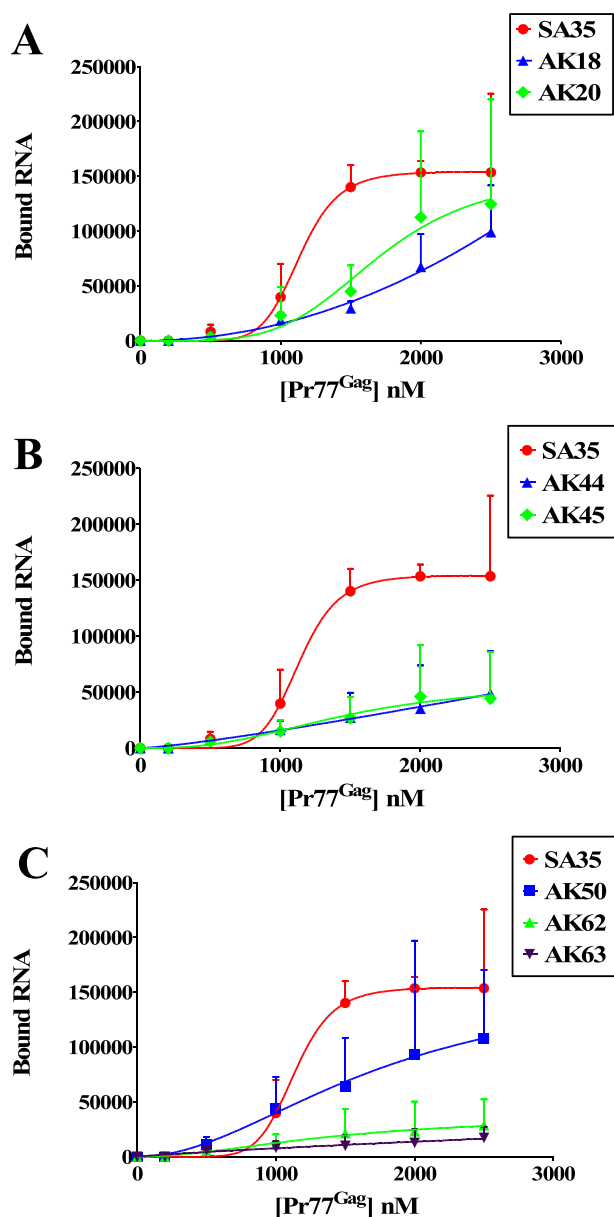 A
SA35
AK18
AK20
250000
200000
150000
100000
50000
0
Bound RNA
0
1000
2000
3000
[Pr77Gag] nM
B
SA35
AK44
AK45
250000
200000
150000
100000
50000
0
Bound RNA
0
1000
2000
3000
[Pr77Gag] nM
C
SA35
AK50
AK62
AK63
250000
200000
150000
100000
50000
0
Bound RNA
0
1000
2000
3000
[Pr77Gag] nM